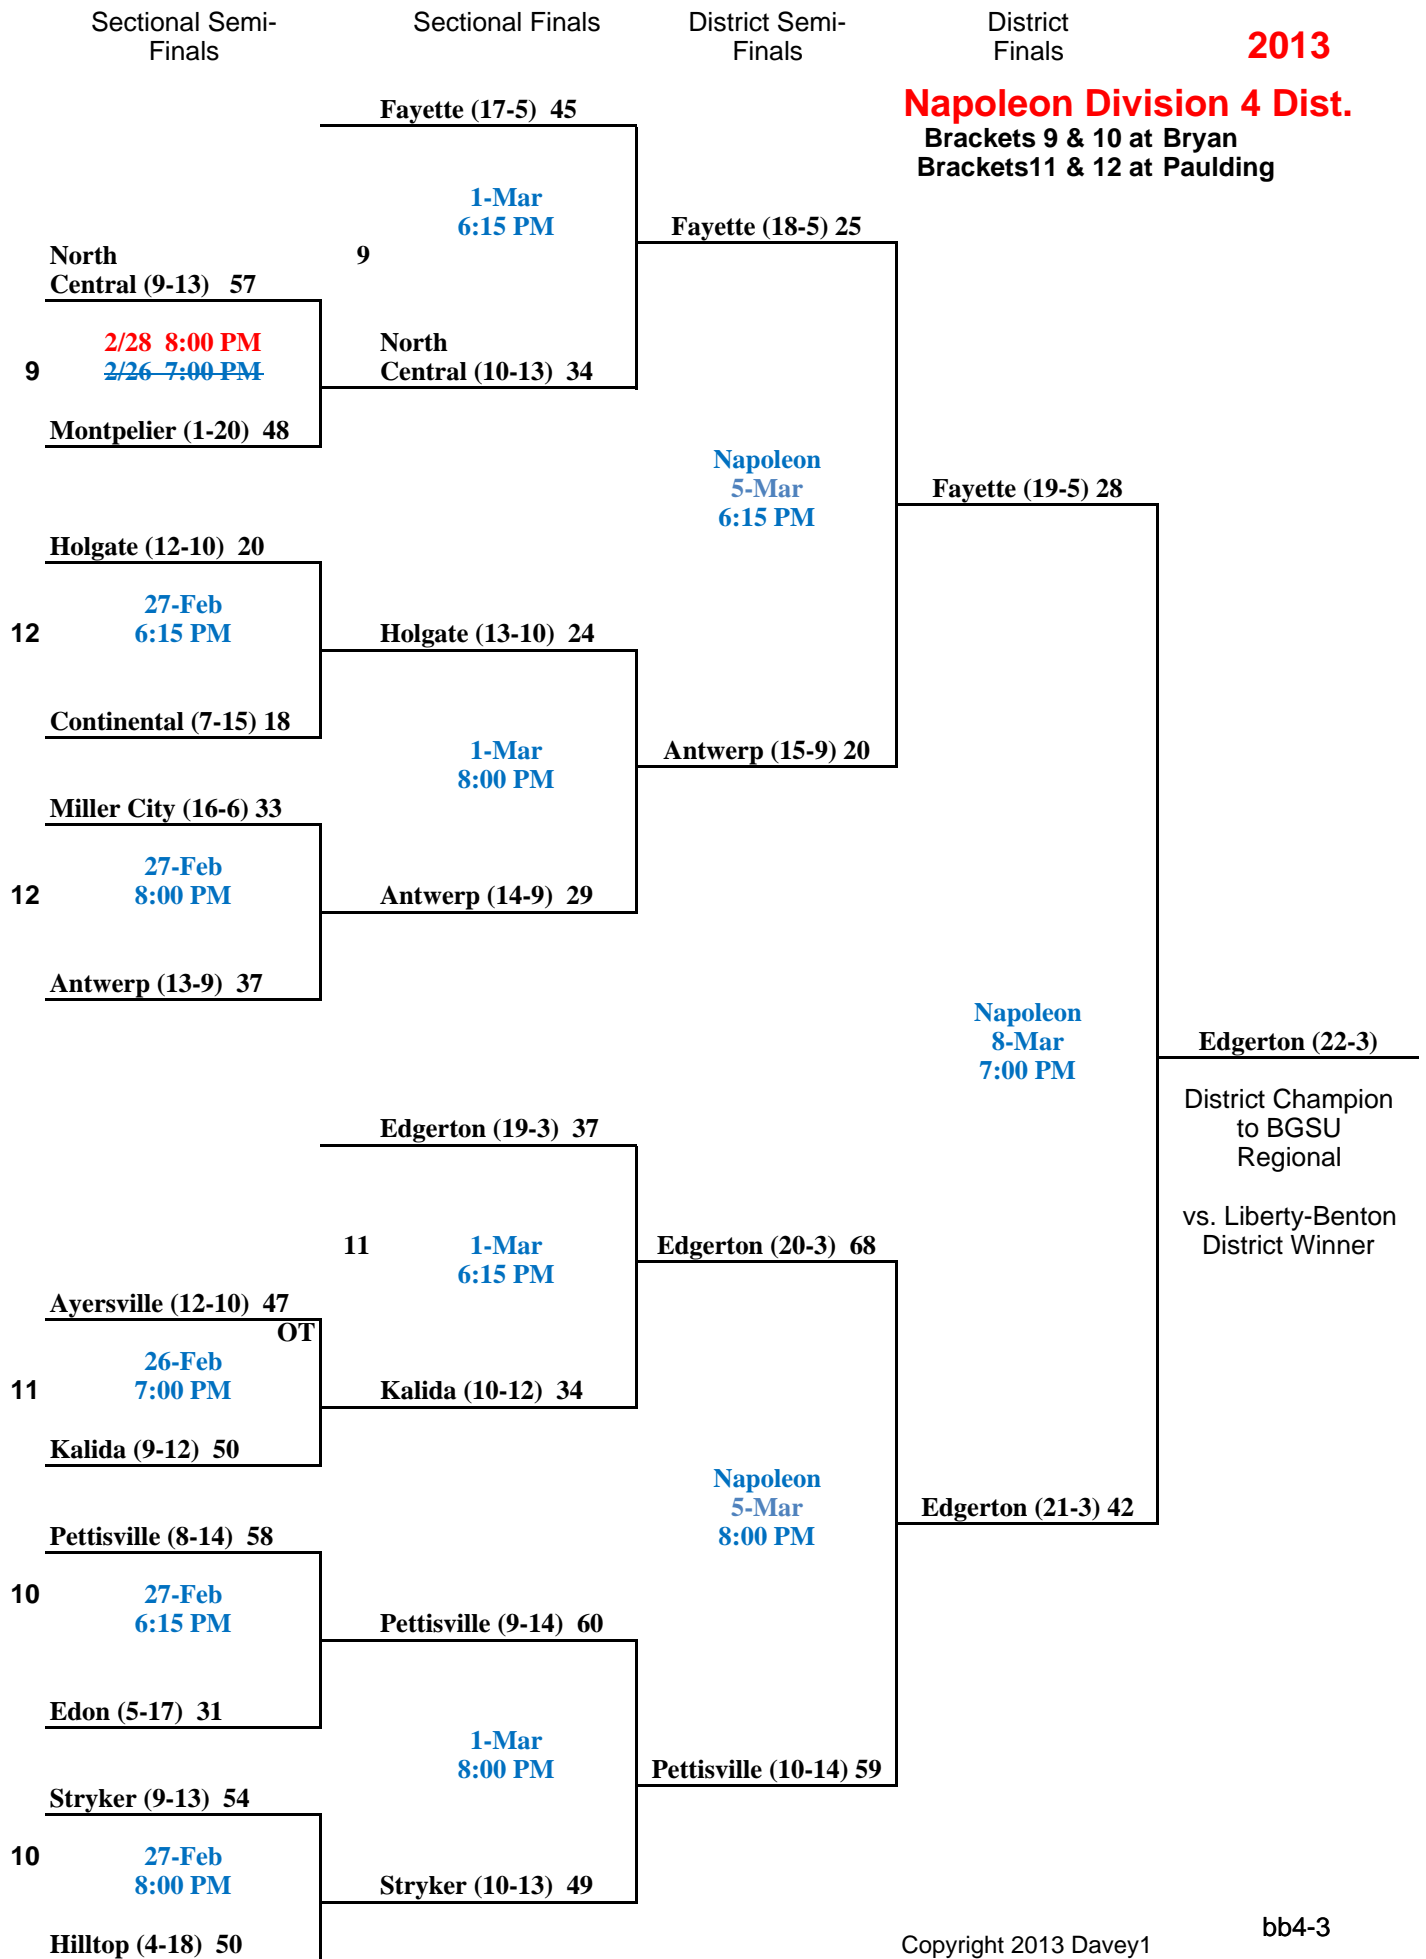 Sectional Semi-
Finals
Sectional Finals
District Semi-
Finals
District
Finals
2013
Napoleon Division 4 Dist.
Brackets 9 & 10 at Bryan
Brackets11 & 12 at Paulding
Fayette (17-5) 45
1-Mar
6:15 PM
Fayette (18-5) 25
9
North
Central (9-13) 57
2/28 8:00 PM
2/26 7:00 PM
9
North
Central (10-13) 34
Montpelier (1-20) 48
Napoleon
5-Mar
6:15 PM
Fayette (19-5) 28
Holgate (12-10) 20
27-Feb
6:15 PM
12
Holgate (13-10) 24
Continental (7-15) 18
1-Mar
8:00 PM
Antwerp (15-9) 20
Miller City (16-6) 33
27-Feb
8:00 PM
12
Antwerp (14-9) 29
Antwerp (13-9) 37
Napoleon
8-Mar
7:00 PM
Edgerton (22-3)
District Champion
to BGSU
Regional
vs. Liberty-Benton
District Winner
Edgerton (19-3) 37
11
1-Mar
6:15 PM
Edgerton (20-3) 68
Ayersville (12-10) 47
OT
26-Feb
7:00 PM
11
Kalida (10-12) 34
Kalida (9-12) 50
Napoleon
5-Mar
8:00 PM
Edgerton (21-3) 42
Pettisville (8-14) 58
10
27-Feb
6:15 PM
Pettisville (9-14) 60
Edon (5-17) 31
1-Mar
8:00 PM
Pettisville (10-14) 59
Stryker (9-13) 54
10
27-Feb
8:00 PM
Stryker (10-13) 49
Hilltop (4-18) 50
Copyright 2013 Davey1
bb4-3